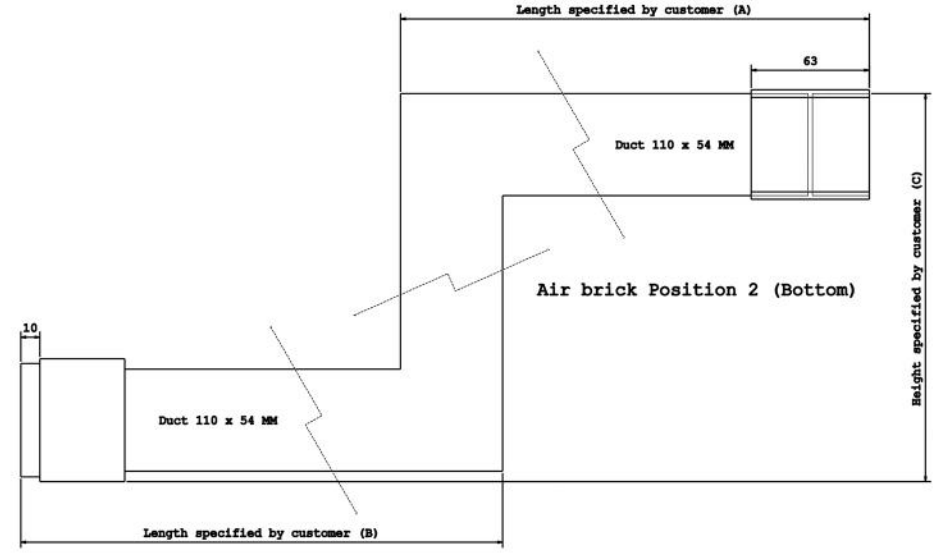 Length specified by customer (A)
63
Duct 110 x 54 MM
Height specified by customer (C)
Air brick Position 2 (Bottom)
10
Duct 110 x 54 MM
Length specified by customer (B)